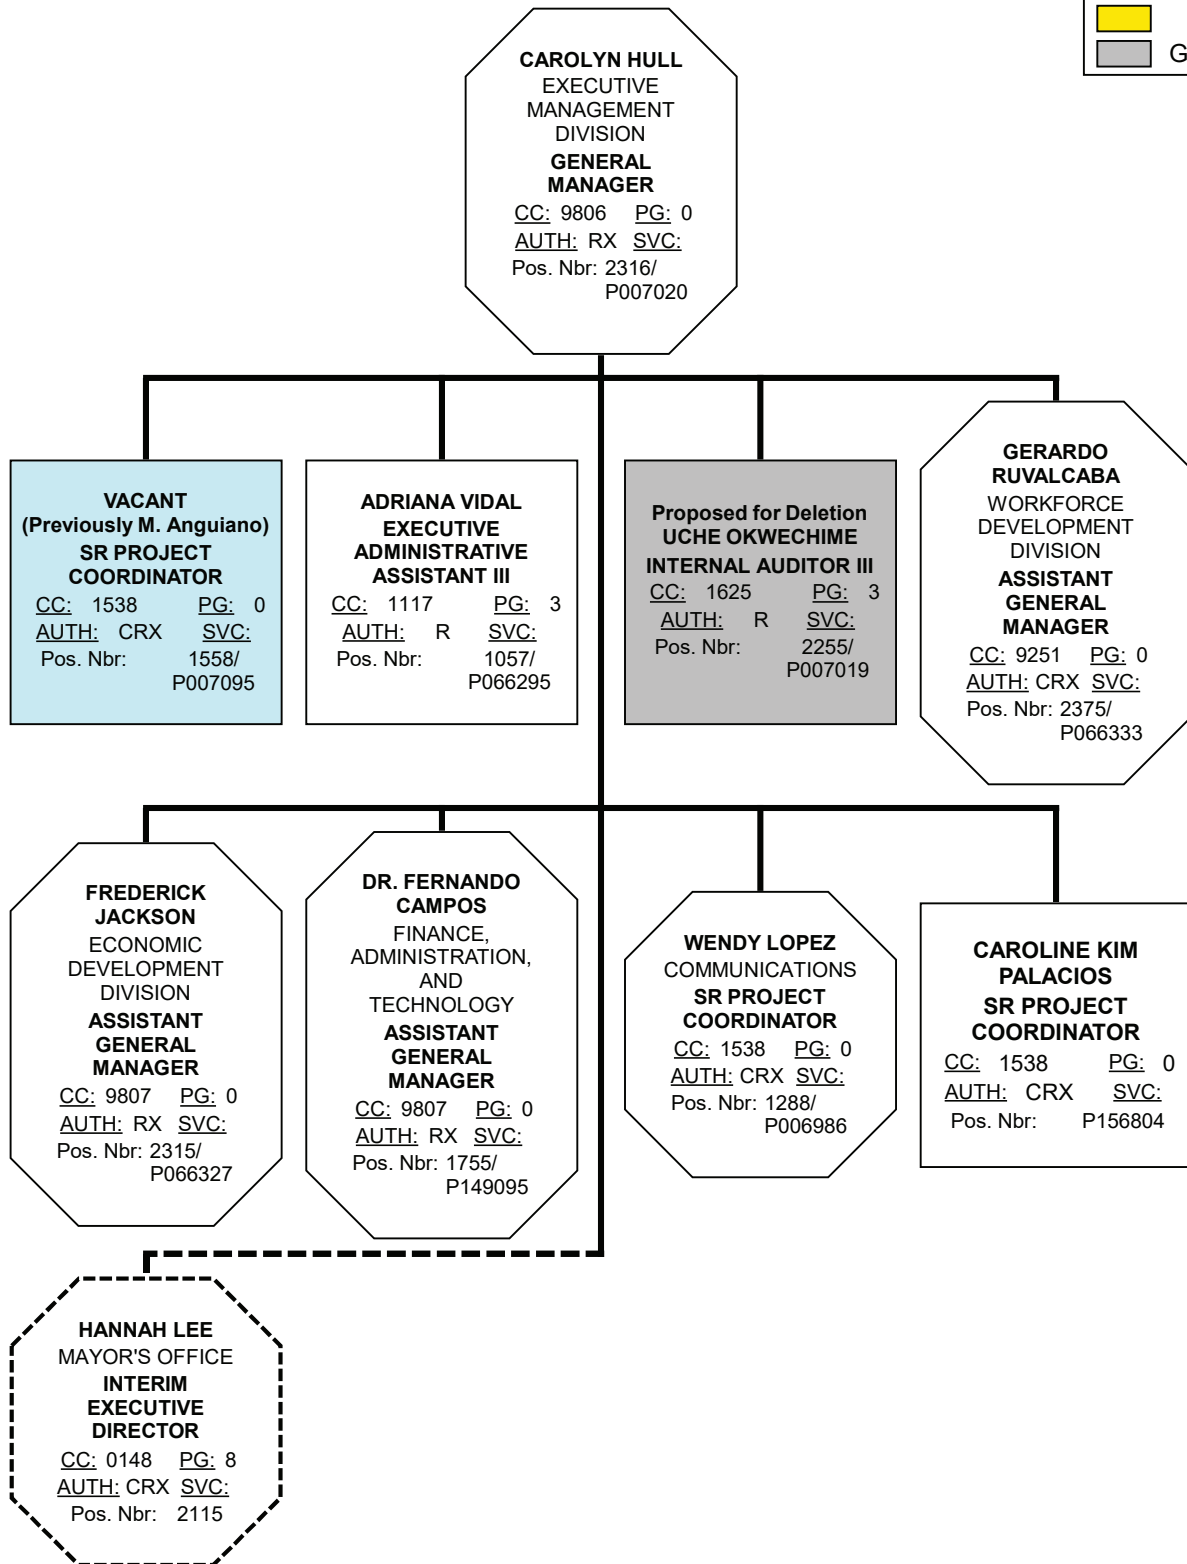 G
CAROLYN HULL
EXECUTIVE
MANAGEMENT
DIVISION
GENERAL
MANAGER
CC: 9806 PG: 0
AUTH: RX SVC:
Pos. Nbr: 2316/
P007020
VACANT
(Previously M. Anguiano)
SR PROJECT
COORDINATOR
CC: 1538 PG: 0
AUTH: CRX SVC:
Pos. Nbr: 1558/
P007095
ADRIANA VIDAL
EXECUTIVE
ADMINISTRATIVE
ASSISTANT III
CC: 1117 PG: 3
AUTH: R SVC:
Pos. Nbr: 1057/
P066295
Proposed for Deletion
UCHE OKWECHIME
INTERNAL AUDITOR III
CC: 1625 PG: 3
AUTH: R SVC:
Pos. Nbr: 2255/
P007019
GERARDO
RUVALCABA
WORKFORCE
DEVELOPMENT
DIVISION
ASSISTANT
GENERAL
MANAGER
CC: 9251 PG: 0
AUTH: CRX SVC:
Pos. Nbr: 2375/
P066333
FREDERICK
JACKSON
ECONOMIC
DEVELOPMENT
DIVISION
ASSISTANT
GENERAL
MANAGER
CC: 9807 PG: 0
AUTH: RX SVC:
Pos. Nbr: 2315/
P066327
DR. FERNANDO
CAMPOS
FINANCE,
ADMINISTRATION,
AND
TECHNOLOGY
ASSISTANT
GENERAL
MANAGER
CC: 9807 PG: 0
AUTH: RX SVC:
Pos. Nbr: 1755/
P149095
WENDY LOPEZ
COMMUNICATIONS
SR PROJECT
COORDINATOR
CC: 1538 PG: 0
AUTH: CRX SVC:
Pos. Nbr: 1288/
P006986
CAROLINE KIM
PALACIOS
SR PROJECT
COORDINATOR
CC: 1538 PG: 0
AUTH: CRX SVC:
Pos. Nbr: P156804
HANNAH LEE
MAYOR'S OFFICE
INTERIM
EXECUTIVE
DIRECTOR
CC: 0148 PG: 8
AUTH: CRX SVC:
Pos. Nbr: 2115